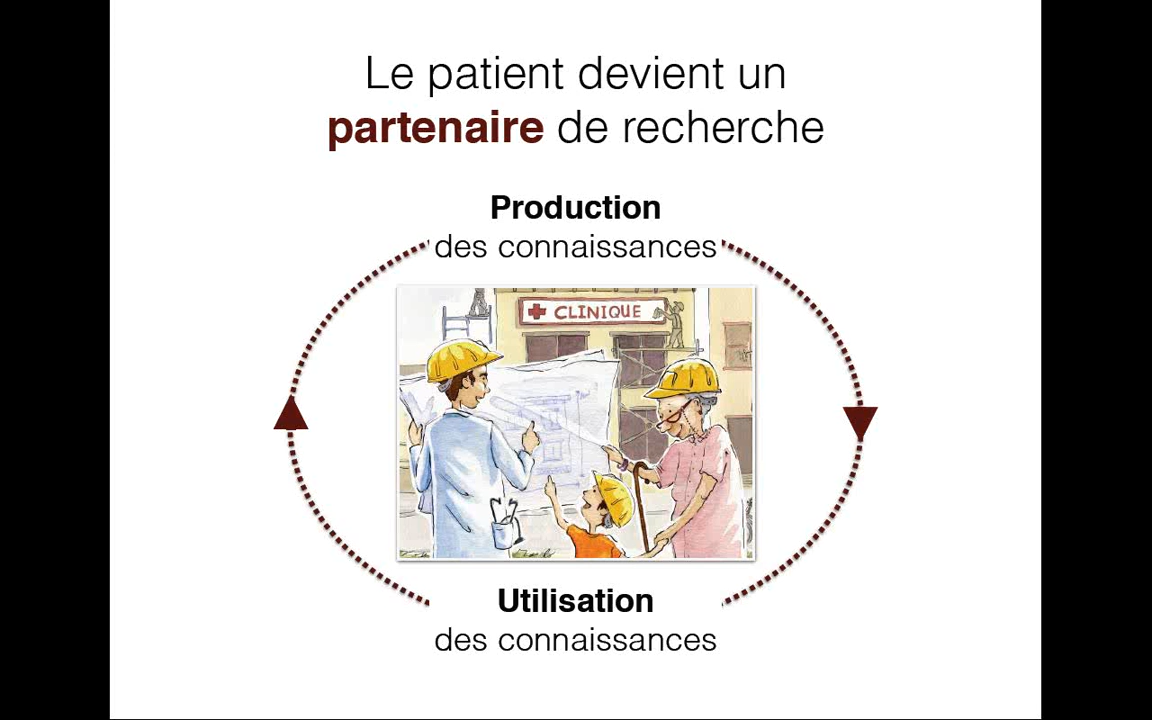 Le patient devient un
partenaire de recherche
Production
des connaissances
CLINIQUE
Utilisation
des connaissances